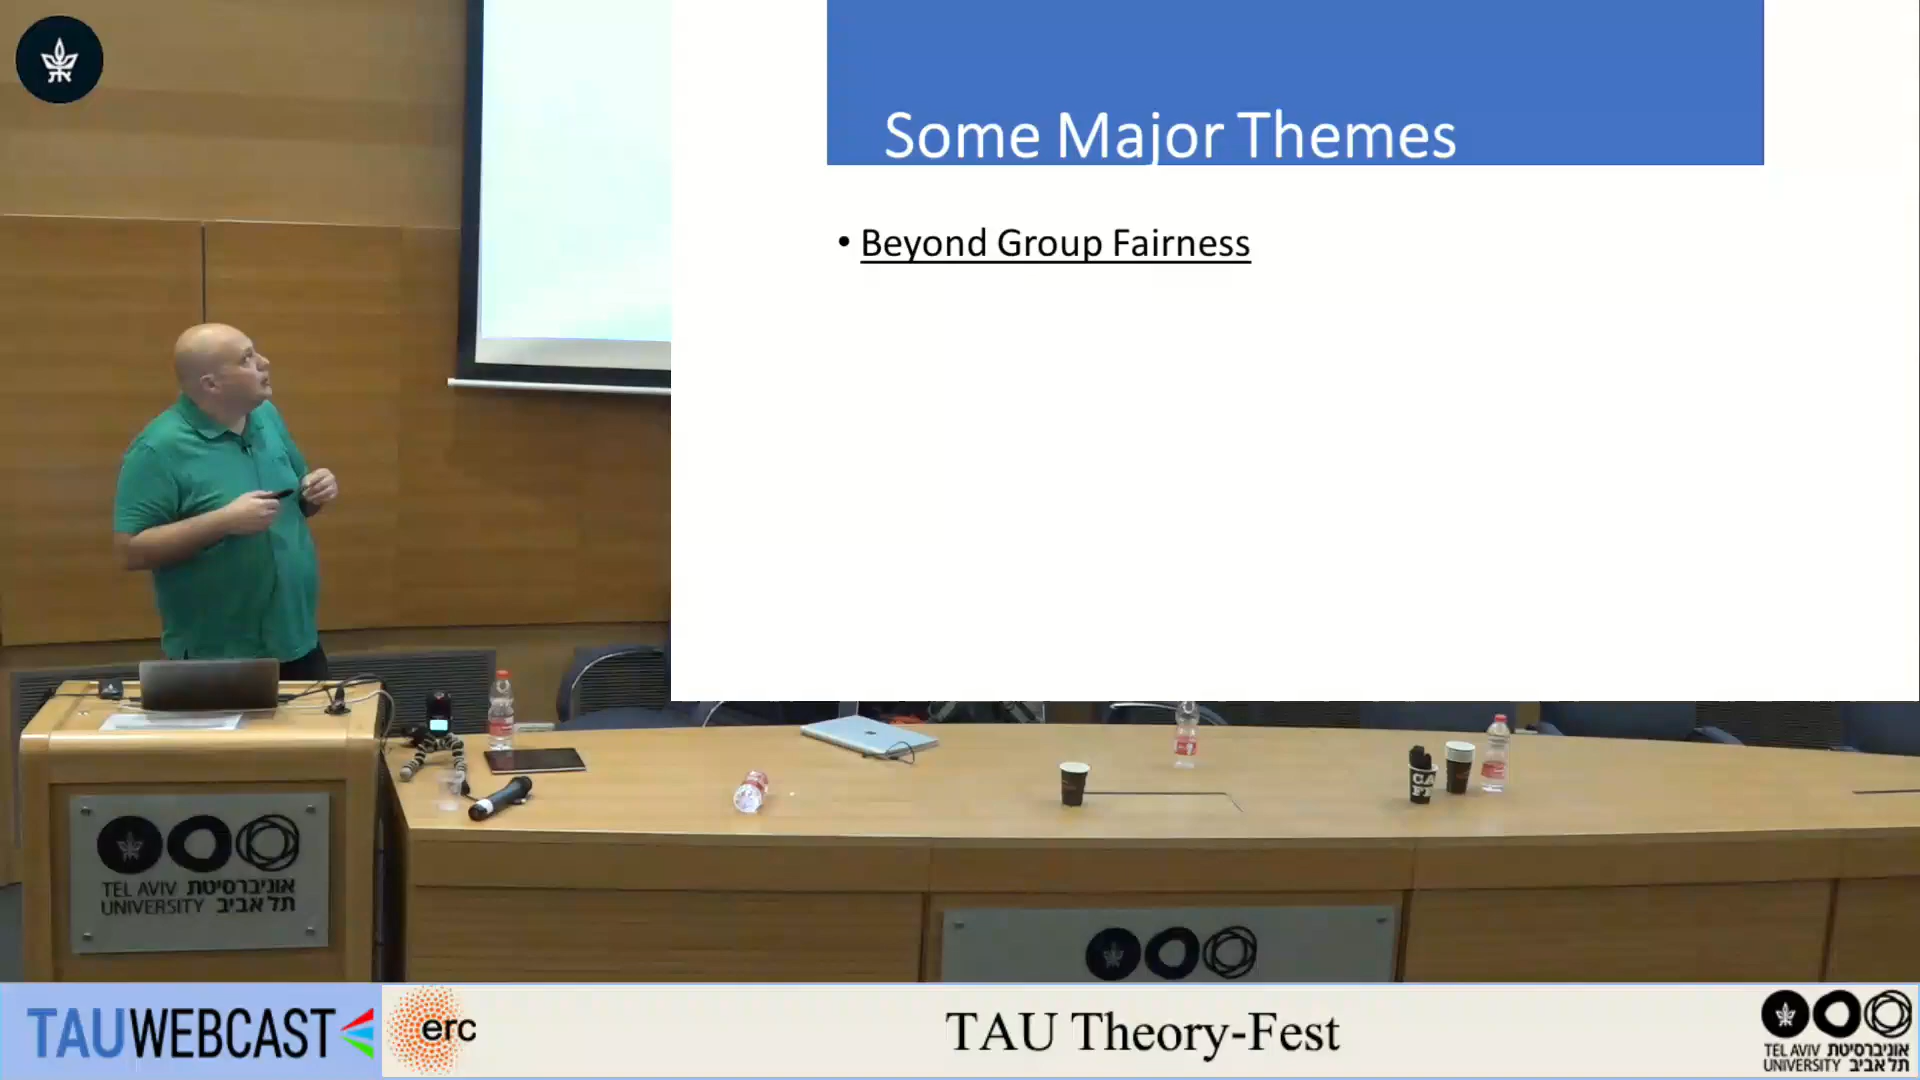 Some Major Themes
• Beyond Group Fairness
CA
TEL AVIV אוניברסיטת
UNIVERSITY תל אביב
TAUWEBCAST
erc
TAU Theory-Fest
TEL AVIV אוניברסיטת
UNIVERSITY תל אביב